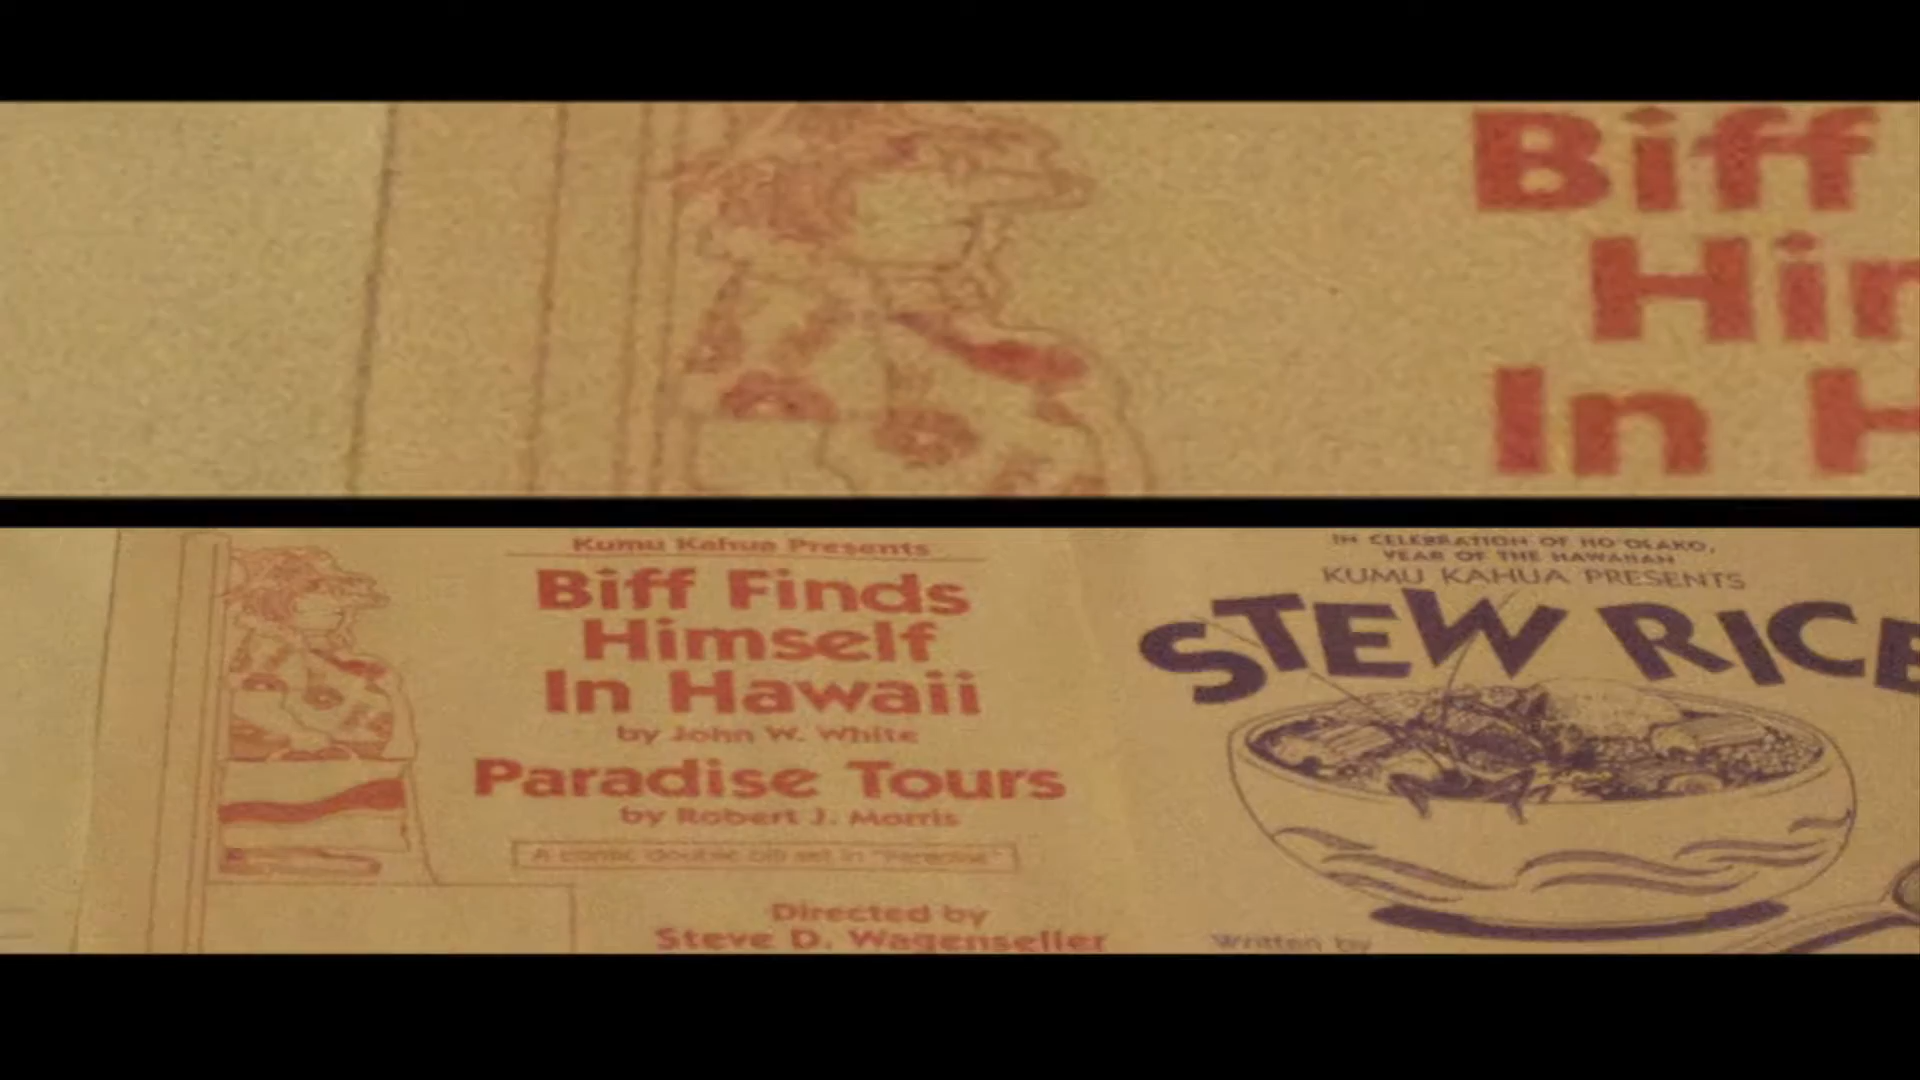 Biff
Hi
In H
Kumu Kahua Presents
Biff Finds
Himself
In Hawaii
by John W. White
Paradise Tours
by Robert J. Morris
A comic double bill set in "Paradise"
Directed by
Steve D. Wagenseller
IN CELEBRATION OF HO'OLAKO,
YEAR OF THE HAWAIIAN
KUMU KAHUA PRESENTS
STEW RICE
Written by